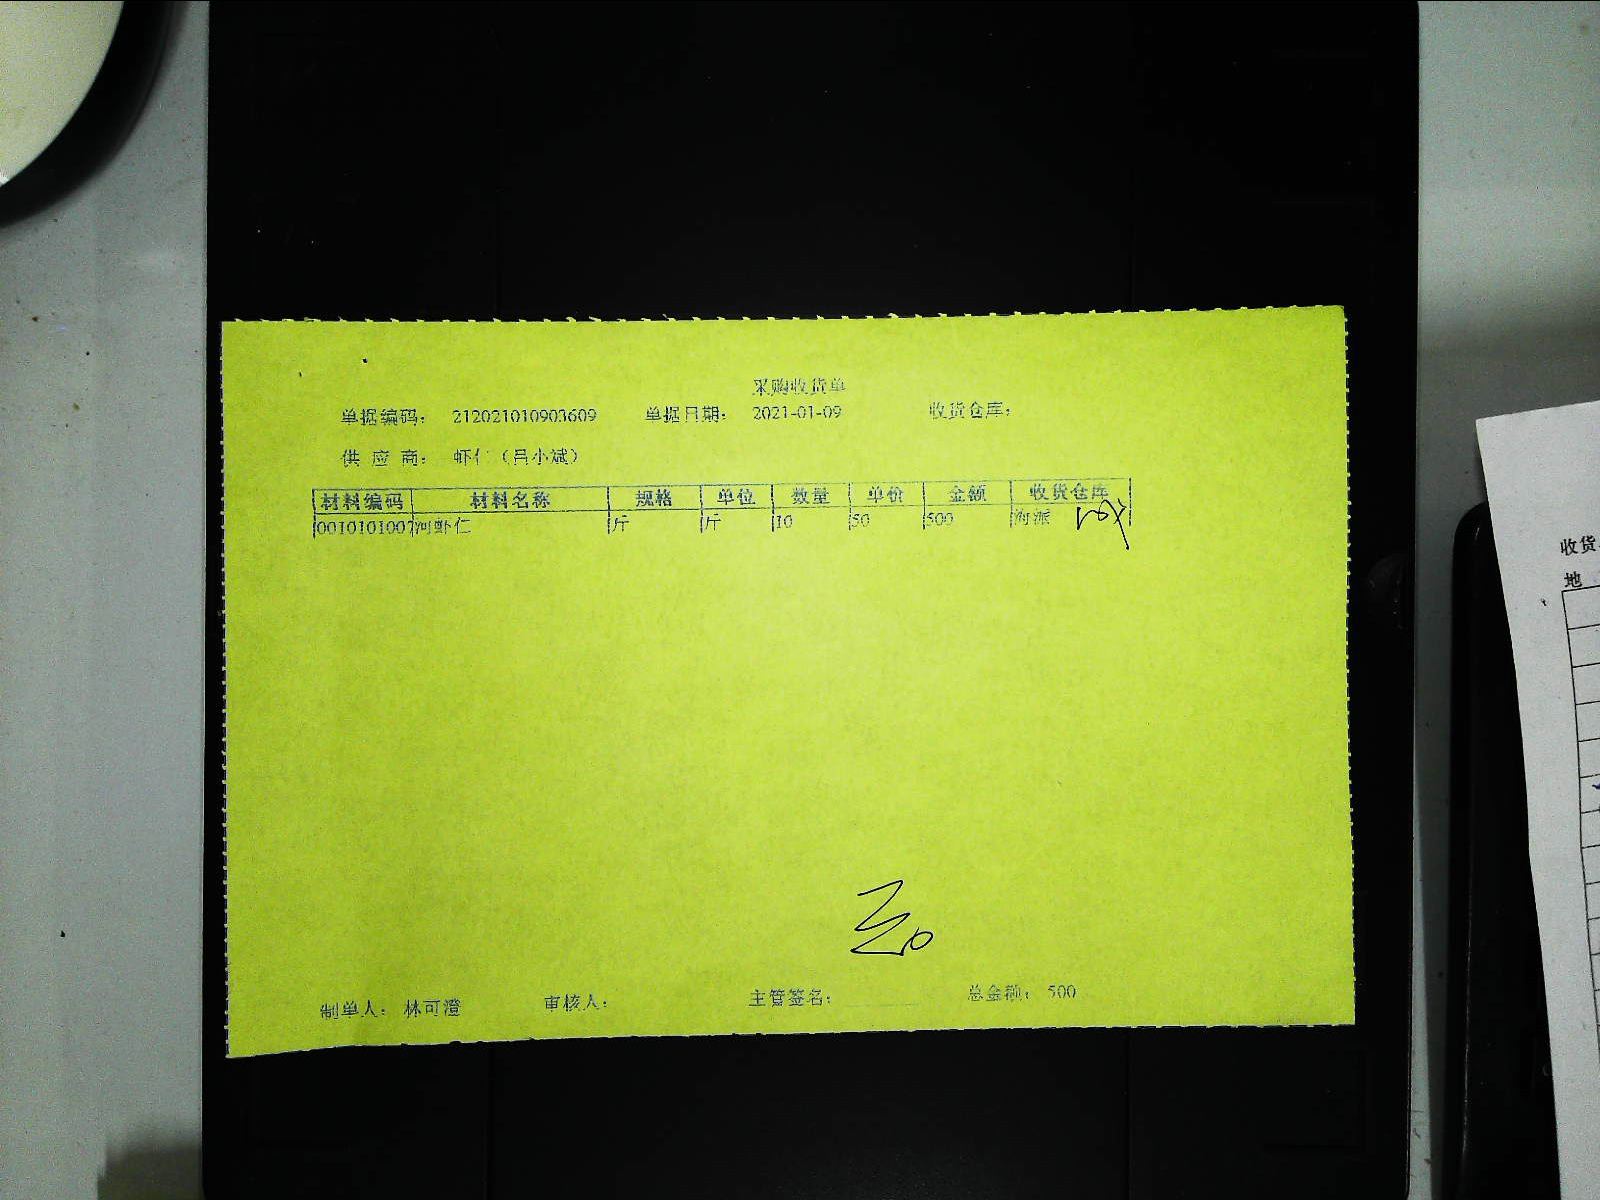 采购收货单
单据编码： 212021010903609 单据日期： 2021-01-09 收货仓库：
供 应 商： 虾仁（吕小斌）
材料编码 材料名称 规格 单位 数量 单价 金额 收货仓库
0010101007 河虾仁 斤 斤 10 50 500 海派
制单人： 林可澄 审核人： 主管签名： 总金额： 500
收货
地